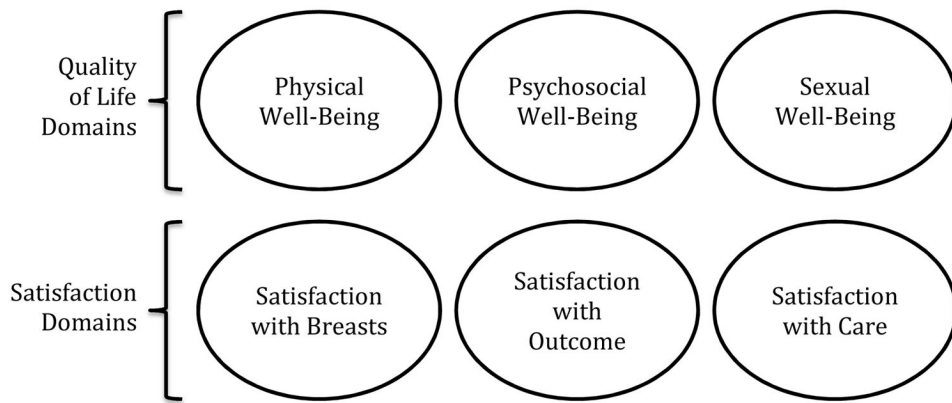 Quality
of Life
Domains
Physical
Well-Being
Psychosocial
Well-Being
Sexual
Well-Being
Satisfaction
Domains
Satisfaction
with Breasts
Satisfaction
with
Outcome
Satisfaction
with Care